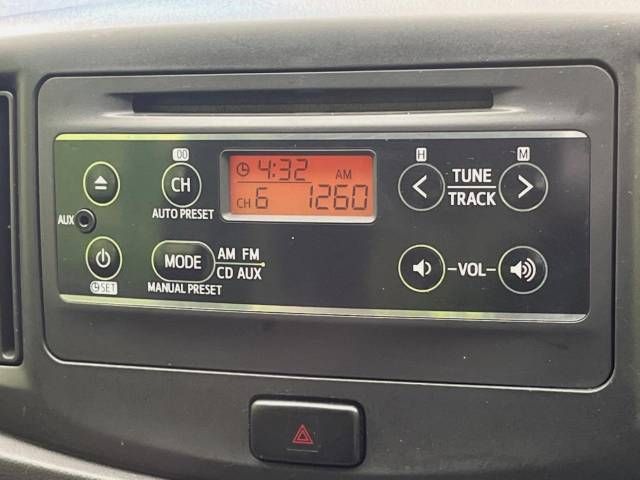 00
CH
AUTO PRESET
4:32
AM
CH 6 1260
H
M
TUNE
TRACK
AUX
SET
MODE
AM FM
CD AUX
MANUAL PRESET
-VOL-